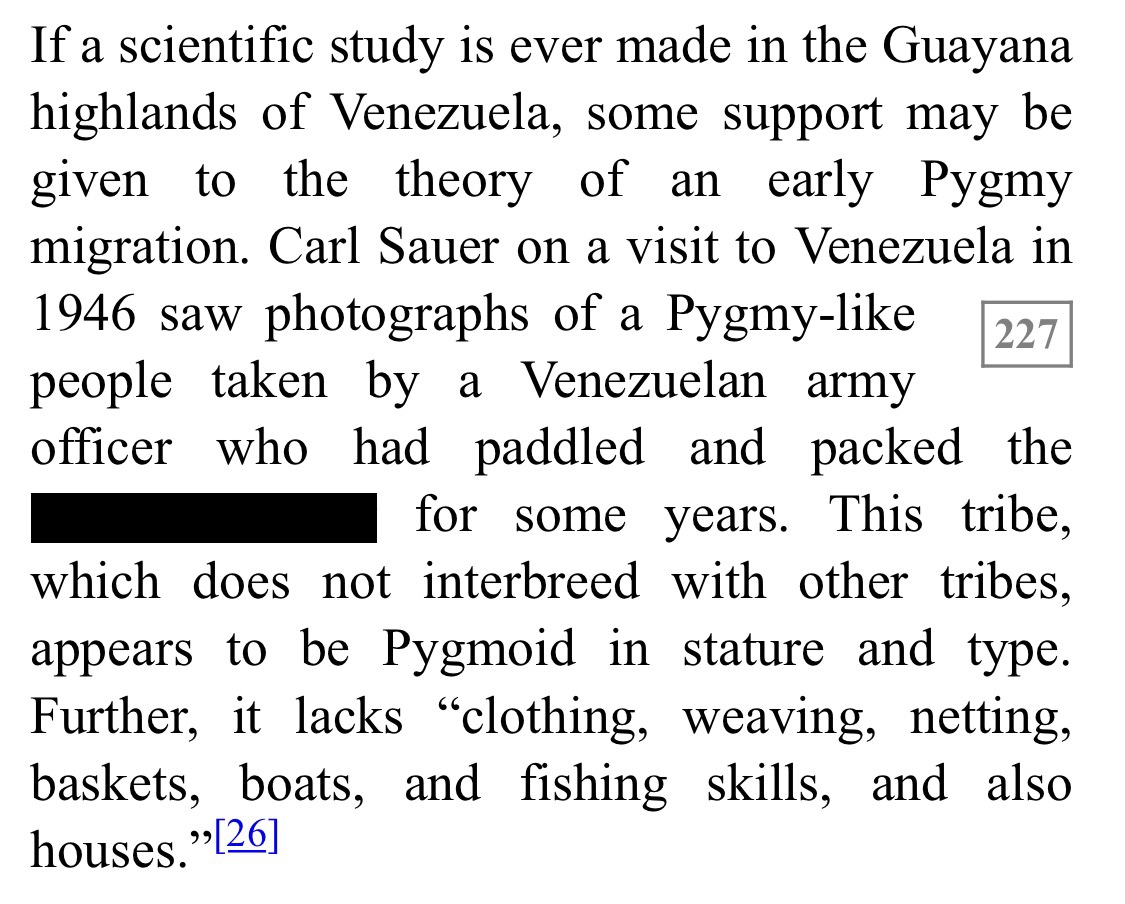 If a scientific study is ever made in the Guayana
highlands of Venezuela, some support may be
given to the theory of an early Pygmy
migration. Carl Sauer on a visit to Venezuela in
1946 saw photographs of a Pygmy-like
227
people taken by a Venezuelan army
officer who had paddled and packed the
for some years. This tribe,
which does not interbreed with other tribes,
appears to be Pygmoid in stature and type.
Further, it lacks “clothing, weaving, netting,
baskets, boats, and fishing skills, and also
houses.”[26]